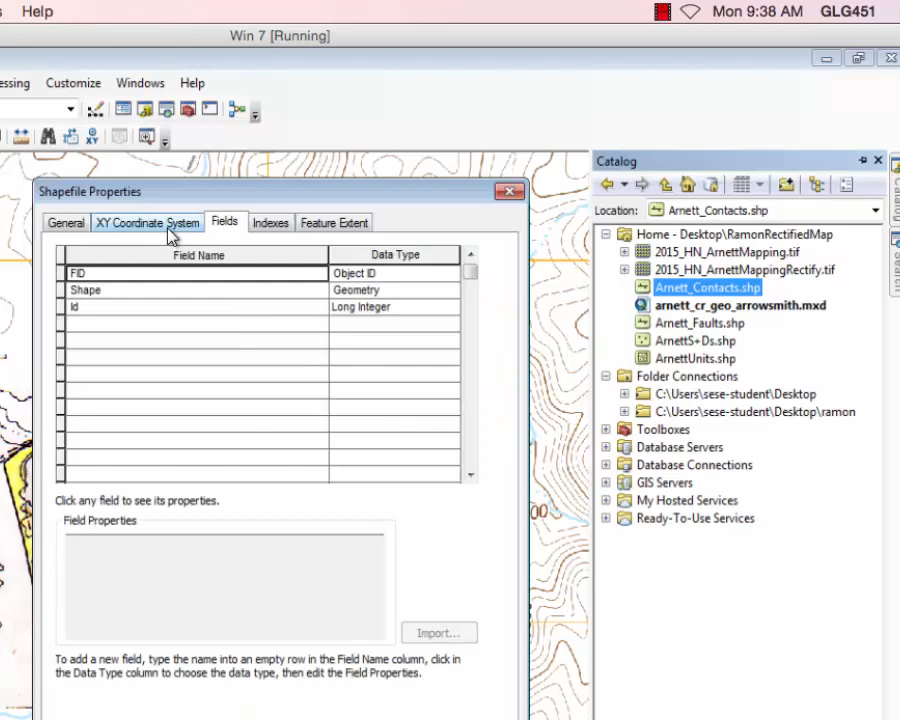 s Help
Mon 9:38 AM GLG451
Win 7 [Running]
essing Customize Windows Help
XY
Shapefile Properties
General XY Coordinate System Fields Indexes Feature Extent
Field Name Data Type
FID Object ID
Shape Geometry
Id Long Integer
Click any field to see its properties.
Field Properties
Import...
To add a new field, type the name into an empty row in the Field Name column, click in
the Data Type column to choose the data type, then edit the Field Properties.
00
Catalog
Location: Arnett_Contacts.shp
Home - Desktop\RamonRectifiedMap
2015_HN_ArnettMapping.tif
2015_HN_ArnettMappingRectify.tif
Arnett_Contacts.shp
arnett_cr_geo_arrowsmith.mxd
Arnett_Faults.shp
ArnettS+Ds.shp
ArnettUnits.shp
Folder Connections
C:\Users\sese-student\Desktop
C:\Users\sese-student\Desktop\ramon
Toolboxes
Database Servers
Database Connections
GIS Servers
My Hosted Services
Ready-To-Use Services